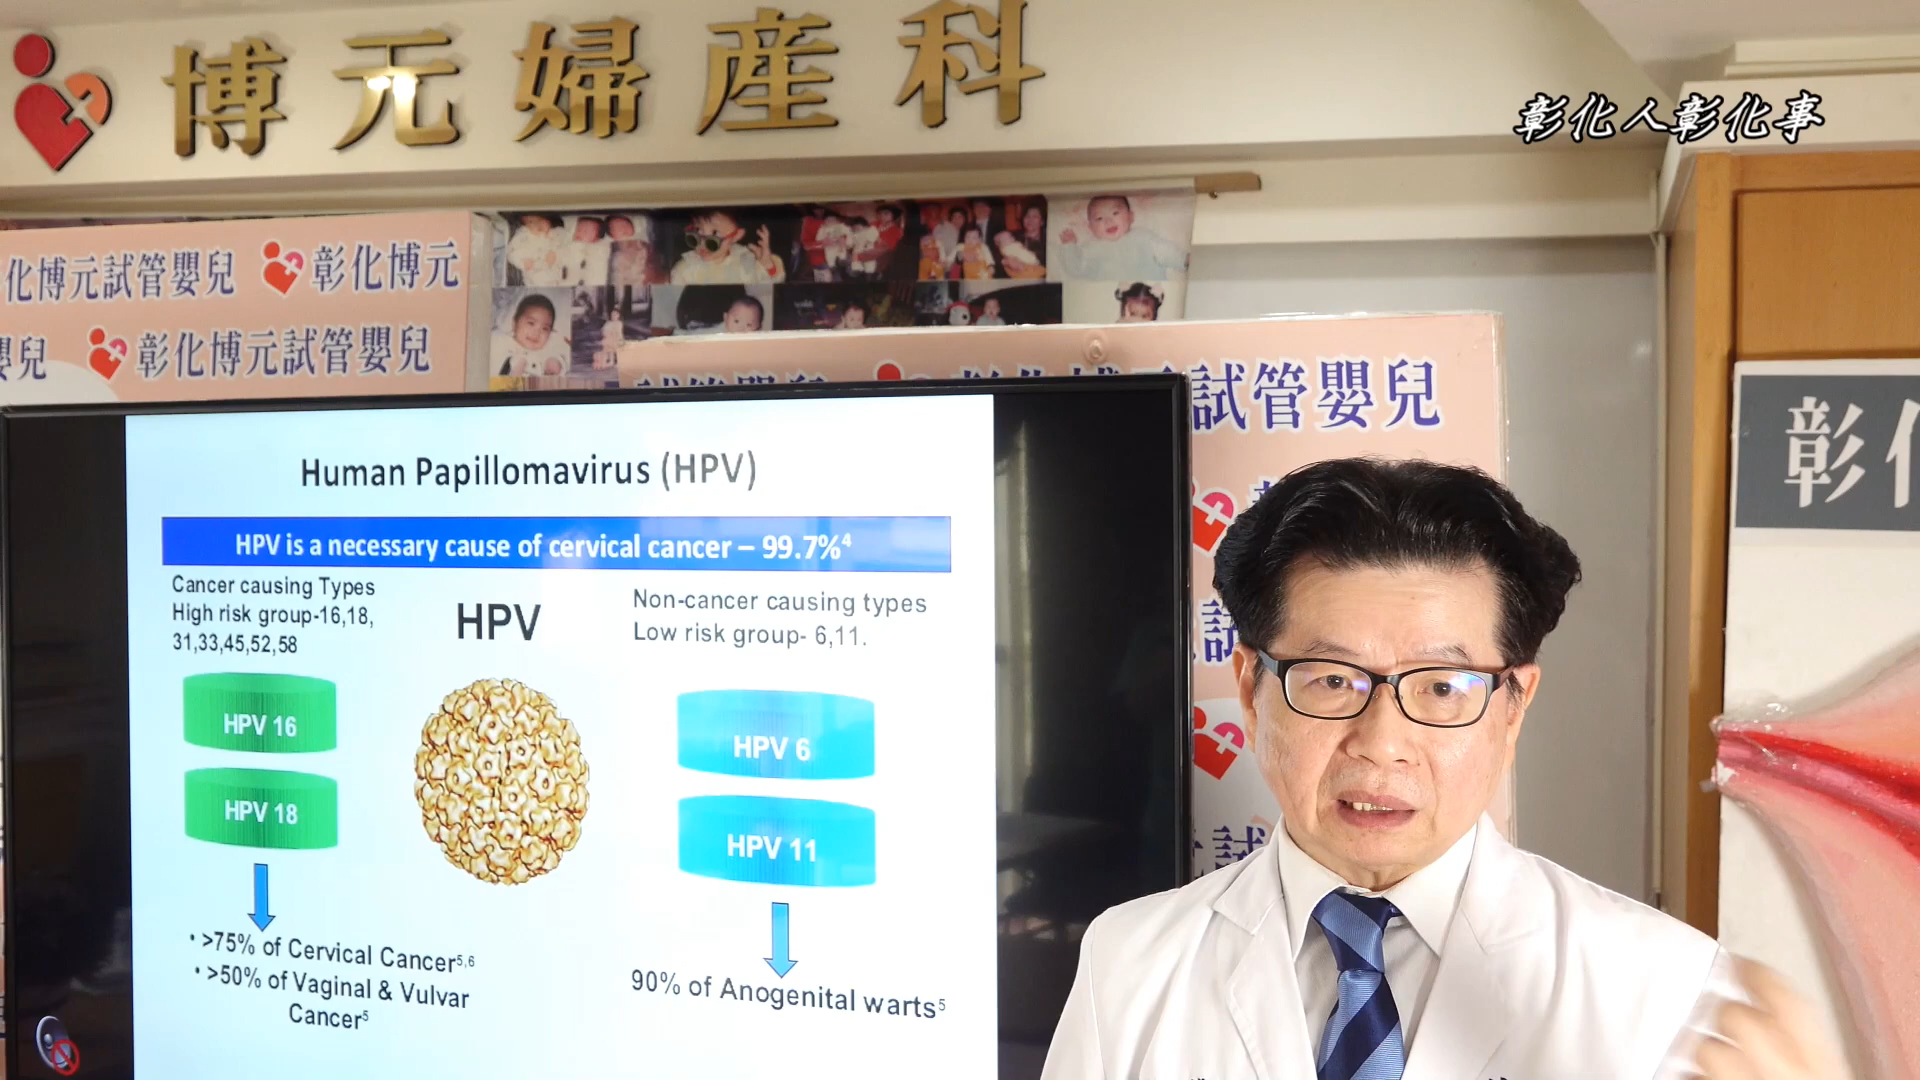 博元婦產科
彰化人彰化事
化博元試管嬰兒 彰化博元
嬰兒 彰化博元試管嬰兒
試管嬰兒
彰化
Human Papillomavirus (HPV)
HPV is a necessary cause of cervical cancer – 99.7%⁴
Cancer causing Types
High risk group-16,18,
31,33,45,52,58
HPV
Non-cancer causing types
Low risk group- 6,11.
HPV 16
HPV 18
HPV 6
HPV 11
• >75% of Cervical Cancer⁵,⁶
• >50% of Vaginal & Vulvar
Cancer⁵
90% of Anogenital warts⁵